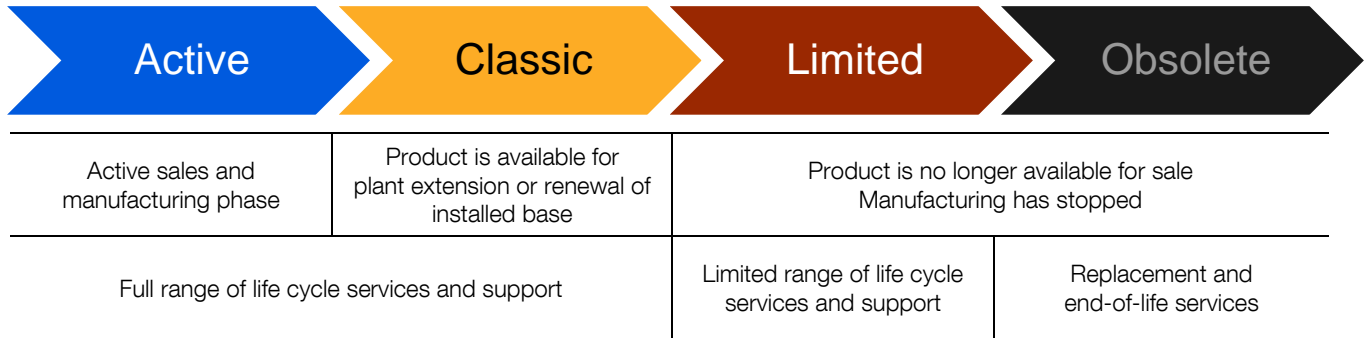 Active
Classic
Limited
Obsolete
Active sales and
manufacturing phase
Product is available for
plant extension or renewal of
installed base
Product is no longer available for sale
Manufacturing has stopped
Full range of life cycle services and support
Limited range of life cycle
services and support
Replacement and
end-of-life services